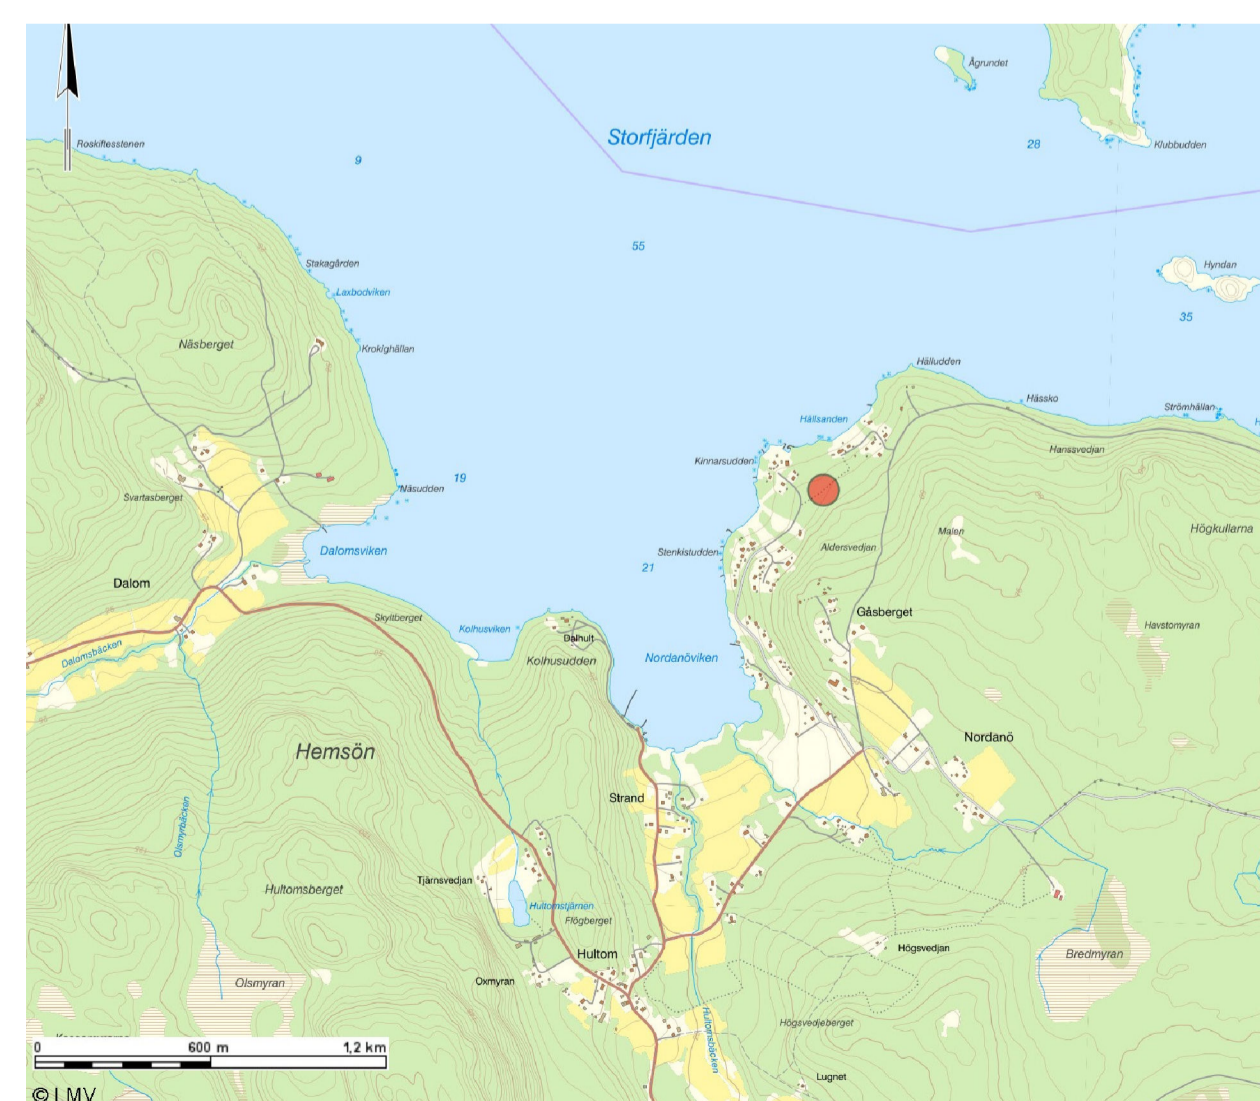 Ågrundet
Storfjärden
Roskiftesstenen
9
28
Klubbudden
55
Stakagården
Hyndan
Laxbodviken
35
Näsberget
Krokighällan
Hälludden
Hässko
Strömhällan
Hällsanden
Hanssvedjan
Kinnarsudden
19
Näsudden
Svartasberget
Högkullarna
Malen
Dalomsviken
Stenkistudden
Aldersvedjan
21
Dalom
Gåsberget
Skyltberget
Kolhusviken
Havstomyran
Dalhult
Dalomsbäcken
Kolhusudden
Nordanöviken
Hemsön
Nordanö
Strand
Olsmyrbäcken
Tjärnsvedjan
Hultomsberget
Hultomstjärnen
Flögberget
Högsvedjan
Hultom
Bredmyran
Oxmyran
Olsmyran
Högsvedjeberget
Hultomsbäcken
0 600 m 1,2 km
Lugnet
© LMV